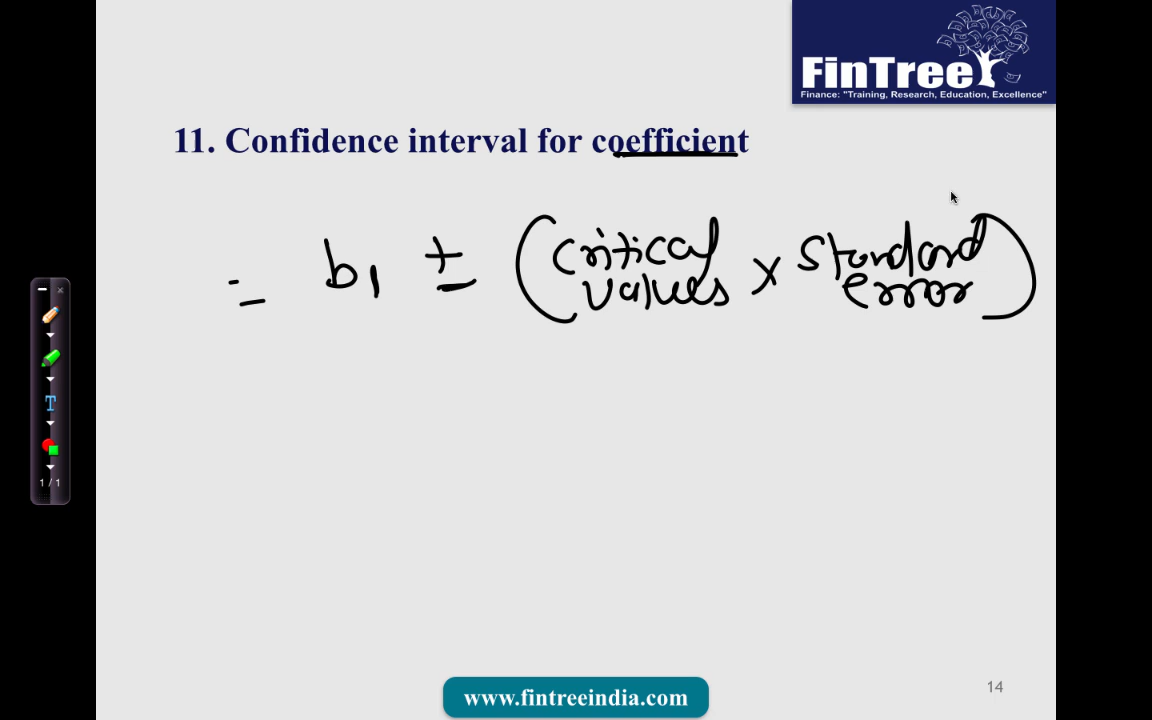 FinTree
Finance: "Training, Research, Education, Excellence"
11. Confidence interval for coefficient
= b1 ± (critical values × standard error)
T
1 / 1
14
www.fintreeindia.com